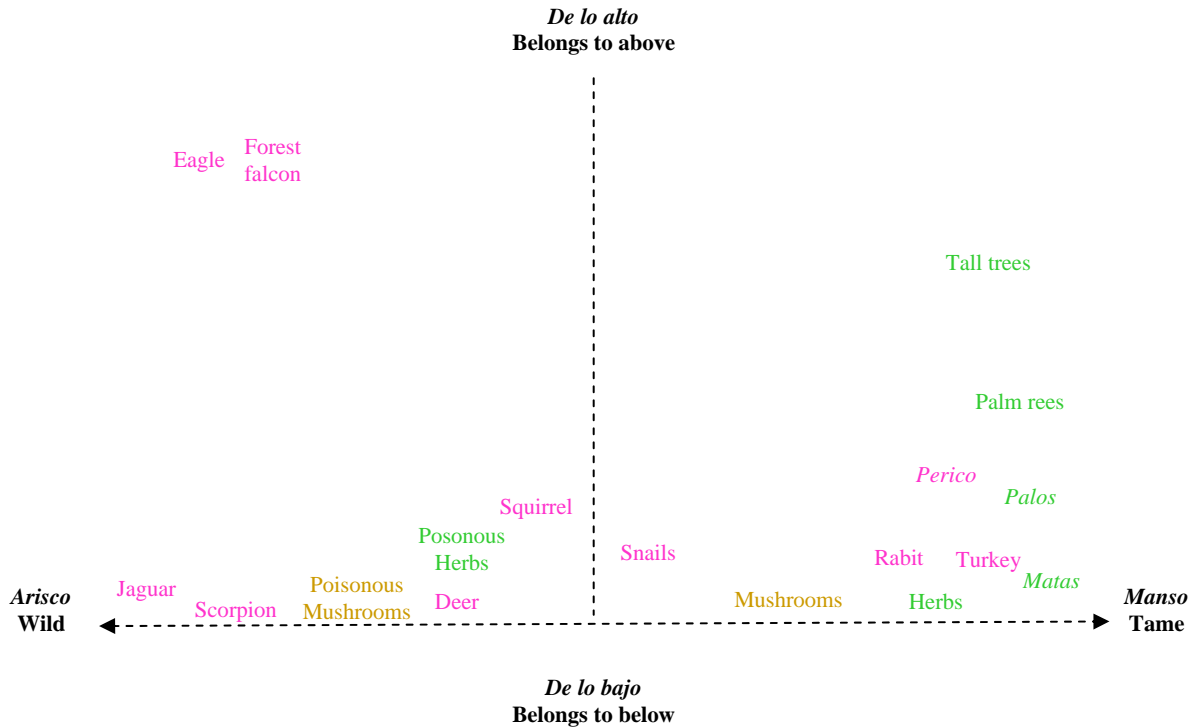 De lo alto
Belongs to above
Forest
Eagle
falcon
Tall trees
Palm rees
Perico
Palos
Squirrel
Posonous
Herbs
Snails
Rabit
Turkey
Matas
Jaguar
Poisonous
Mushrooms
Scorpion
Deer
Mushrooms
Herbs
Arisco
Wild
Manso
Tame
De lo bajo
Belongs to below